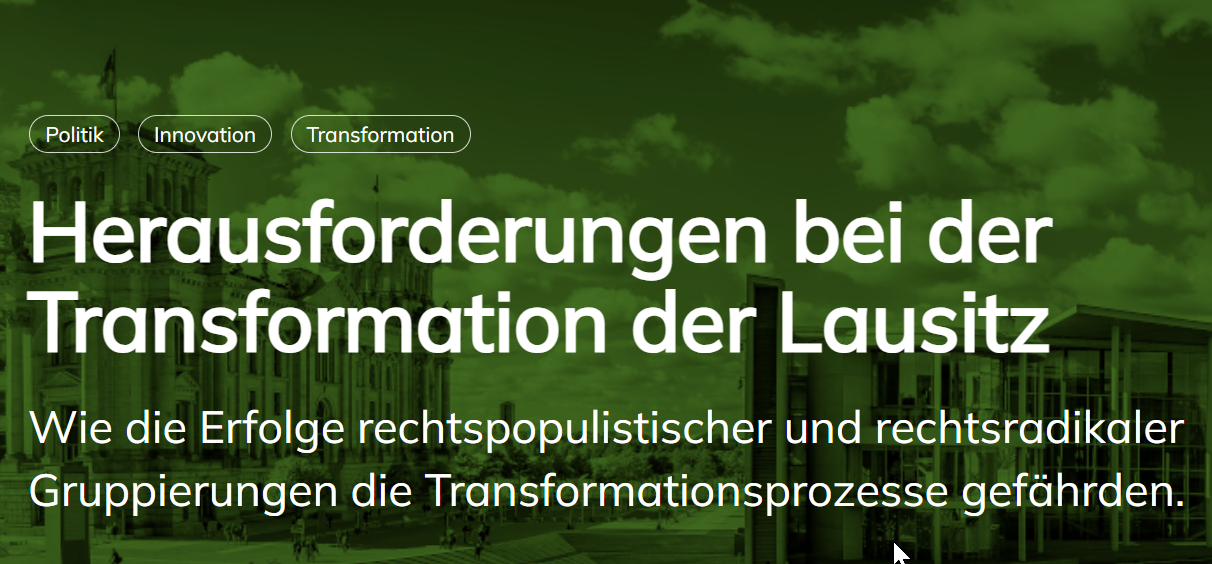 Politik Innovation Transformation
Herausforderungen bei der
Transformation der Lausitz
Wie die Erfolge rechtspopulistischer und rechtsradikaler
Gruppierungen die Transformationsprozesse gefährden.